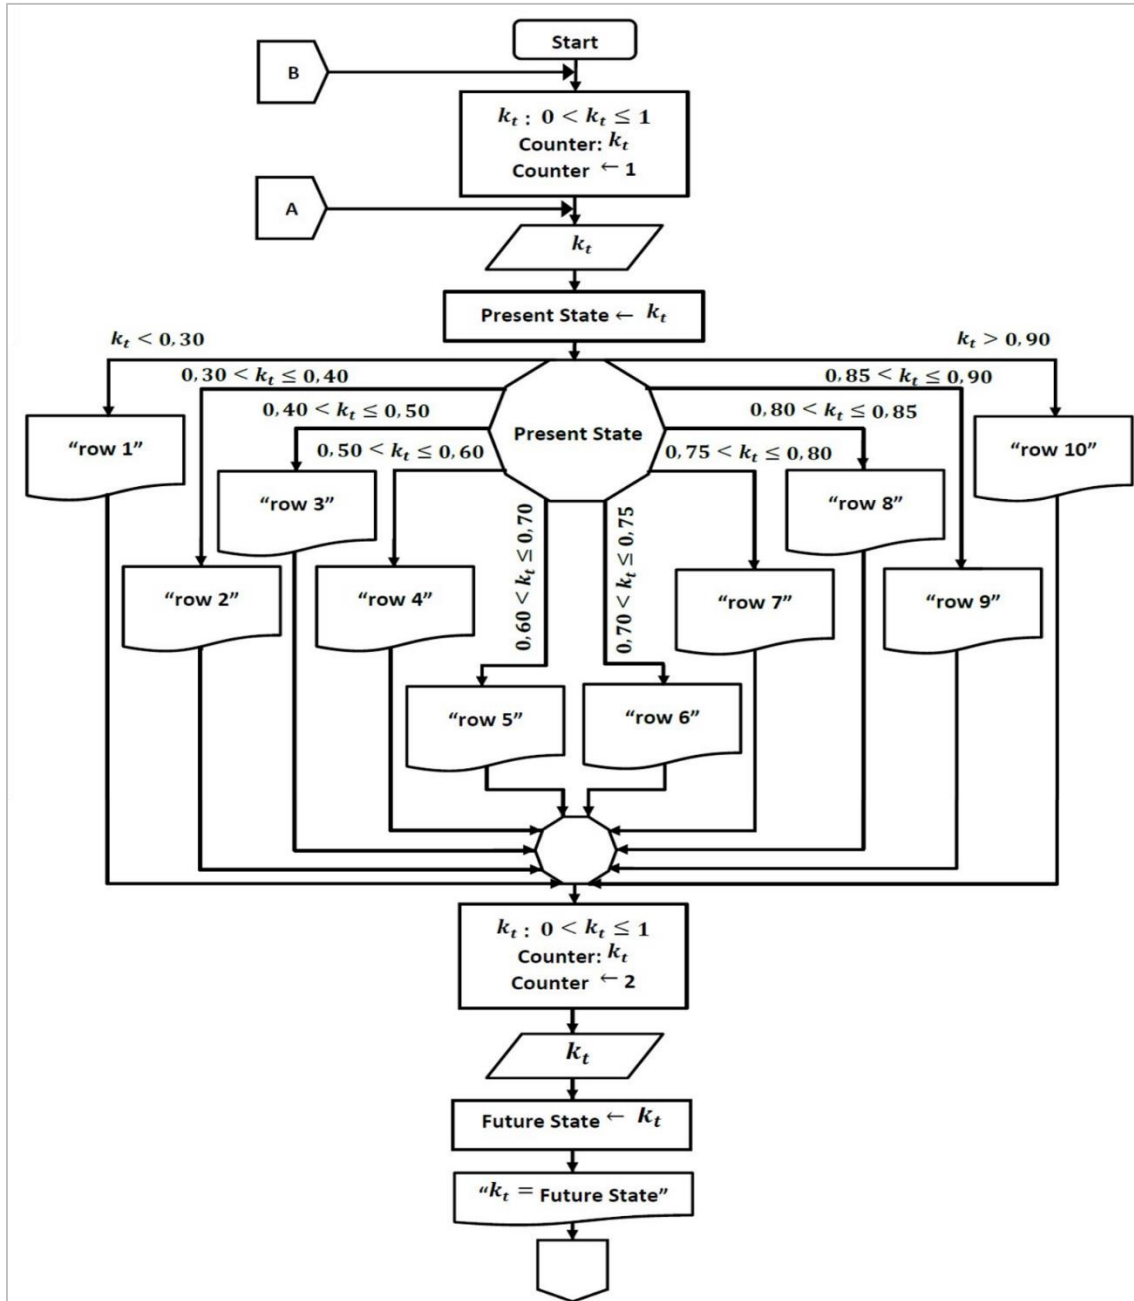 Start
B
k_t : 0 < k_t ≤ 1
Counter: k_t
Counter ← 1
A
k_t
Present State ← k_t
k_t < 0,30
k_t > 0,90
0,30 < k_t ≤ 0,40
0,85 < k_t ≤ 0,90
0,40 < k_t ≤ 0,50
0,80 < k_t ≤ 0,85
0,50 < k_t ≤ 0,60
0,75 < k_t ≤ 0,80
Present State
“row 1”
“row 10”
“row 3”
“row 8”
0,60 < k_t ≤ 0,70
0,70 < k_t ≤ 0,75
“row 2”
“row 4”
“row 7”
“row 9”
“row 5”
“row 6”
k_t : 0 < k_t ≤ 1
Counter: k_t
Counter ← 2
k_t
Future State ← k_t
“k_t = Future State”